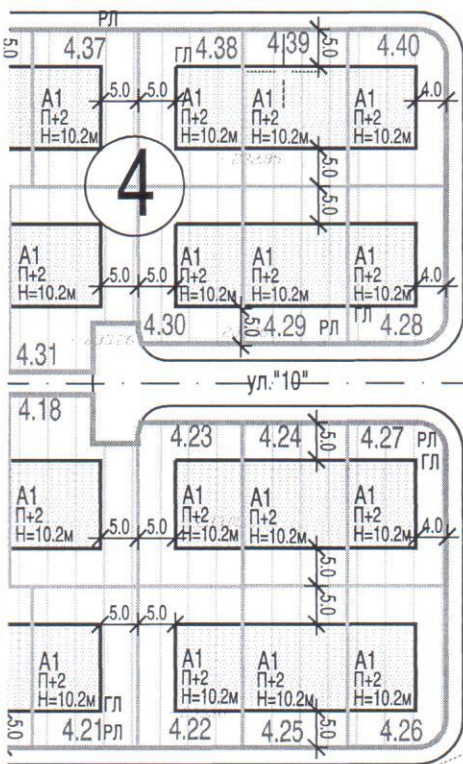 РЛ
5.0 4.37 4.38 4.39 5.0 4.40
ГЛ
5.0 5.0 4.0
А1 А1 А1 А1
П+2 П+2 П+2 П+2
Н=10.2м Н=10.2м Н=10.2м Н=10.2м
4
5.0
5.0
А1 А1 А1 А1
П+2 П+2 П+2 П+2
Н=10.2м Н=10.2м Н=10.2м Н=10.2м
5.0 5.0 4.0
4.30 5.0 4.29 РЛ ГЛ 4.28
4.31
ул."10"
4.18
4.23 4.24 5.0 4.27 РЛ
ГЛ
А1 А1 А1 А1
П+2 П+2 П+2 П+2
Н=10.2м Н=10.2м Н=10.2м Н=10.2м
5.0 5.0 4.0
5.0
5.0
5.0 5.0
А1 А1 А1 А1
П+2 П+2 П+2 П+2
Н=10.2м Н=10.2м Н=10.2м Н=10.2м
ГЛ
5.0 4.21 РЛ 4.22 4.25 5.0 4.26